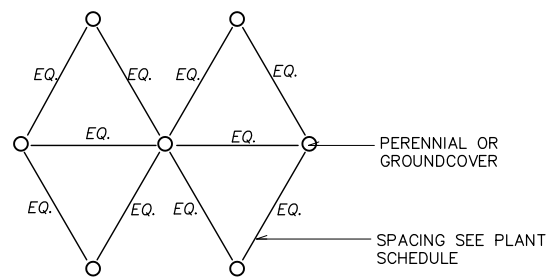 EQ.
EQ.
EQ.
EQ.
EQ.
EQ.
PERENNIAL OR
GROUNDCOVER
EQ.
EQ.
EQ.
EQ.
SPACING SEE PLANT
SCHEDULE